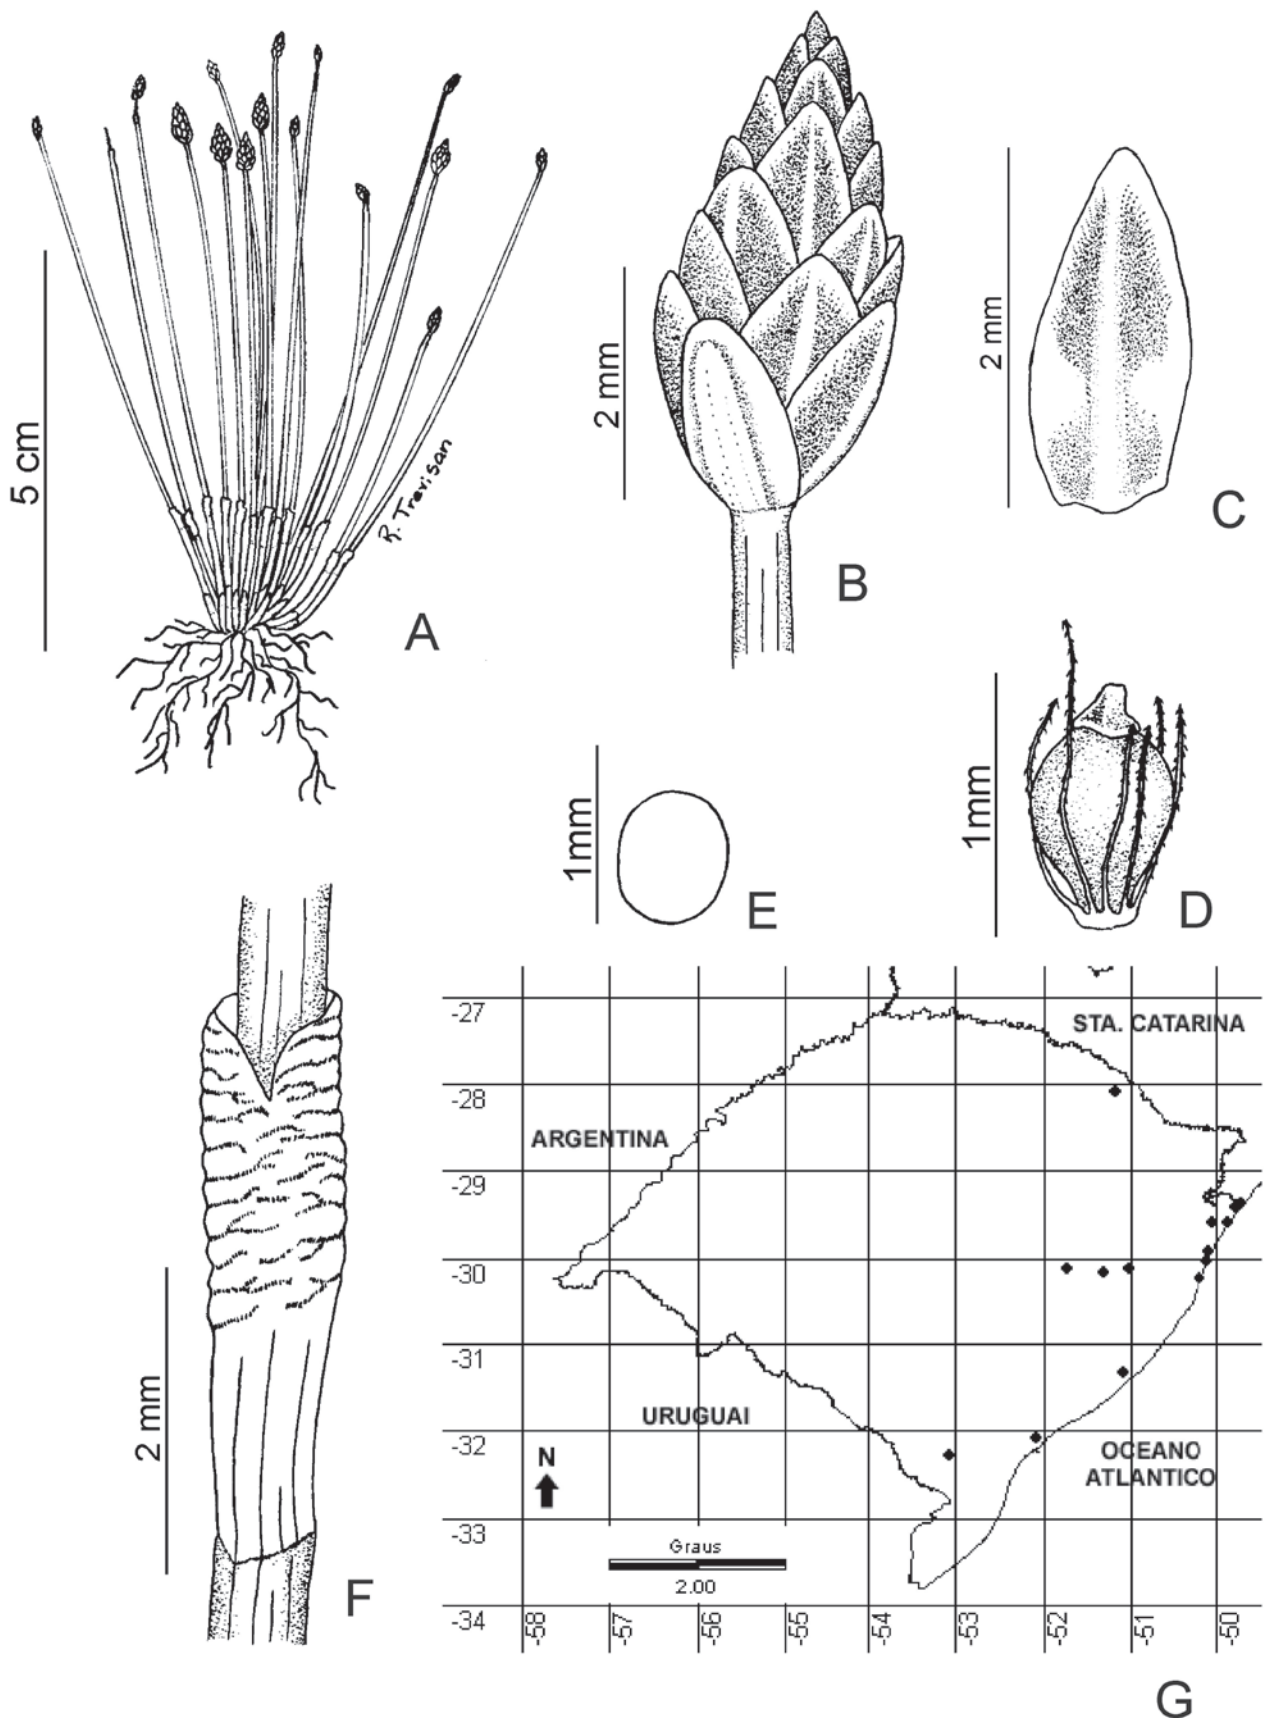 5 cm
R. Trevisan
A
2 mm
B
2 mm
C
1mm
E
1mm
D
2 mm
F
-27
-28
-29
-30
-31
-32
-33
-34
STA. CATARINA
ARGENTINA
URUGUAI
OCEANO
ATLANTICO
N
Graus
2.00
-58
-57
-56
-55
-54
-53
-52
-51
-50
G